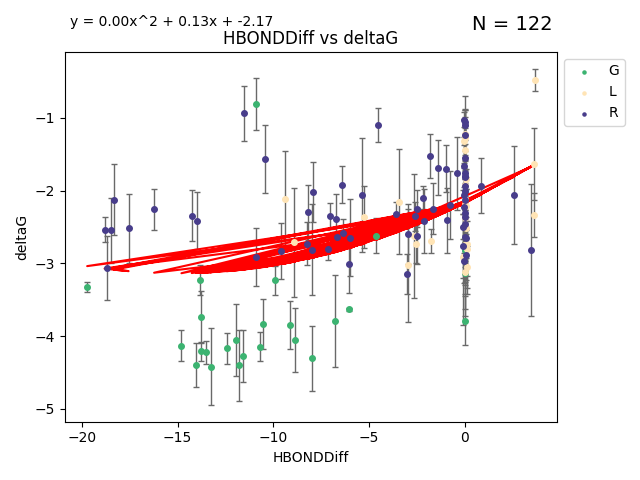 y = 0.00x^2 + 0.13x + -2.17
N = 122
HBONDDiff vs deltaG
G
L
R
deltaG
−1
−2
−3
−4
−5
−20
−15
−10
−5
0
HBONDDiff